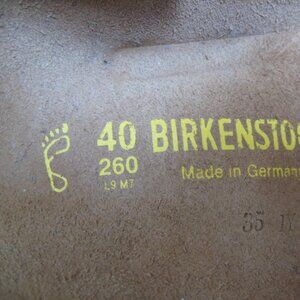 40 BIRKENSTO
260
L9 M7
Made in German
35